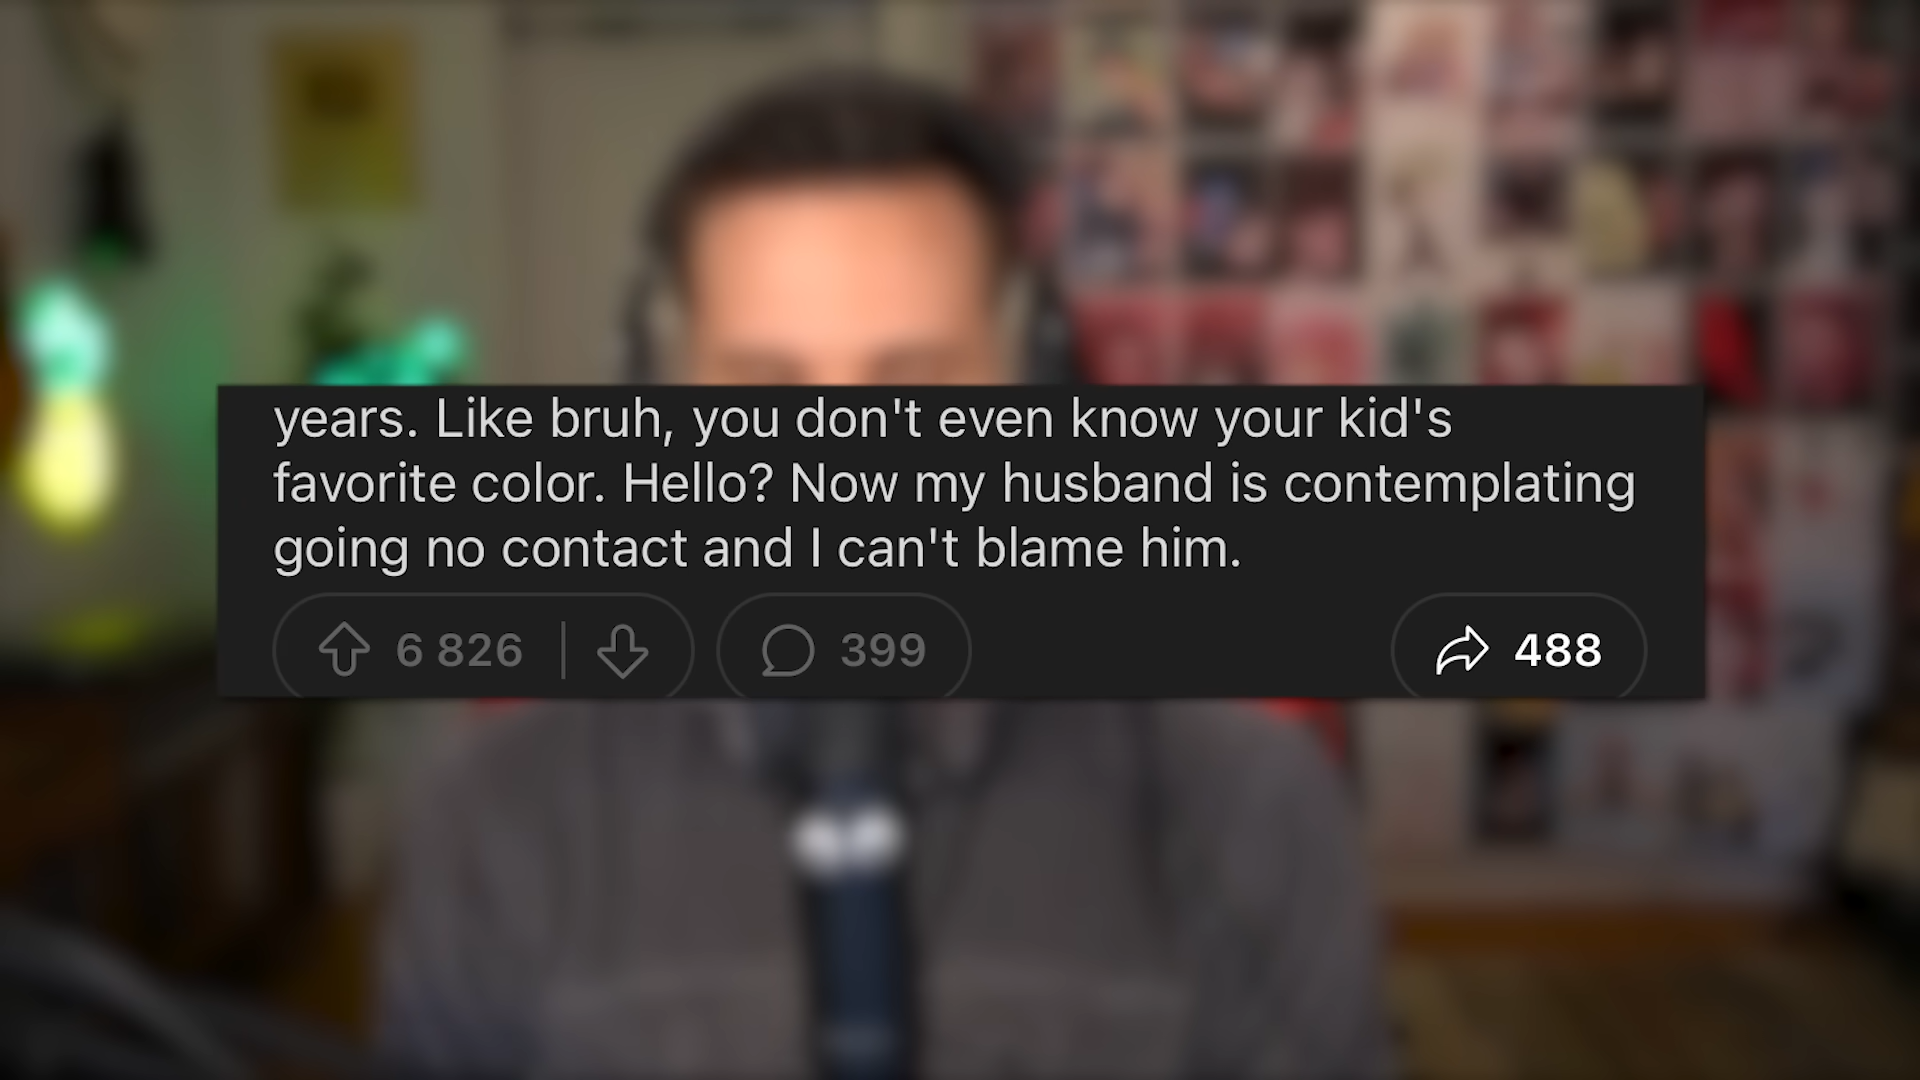 years. Like bruh, you don't even know your kid's
favorite color. Hello? Now my husband is contemplating
going no contact and I can't blame him.
6 826 399 488